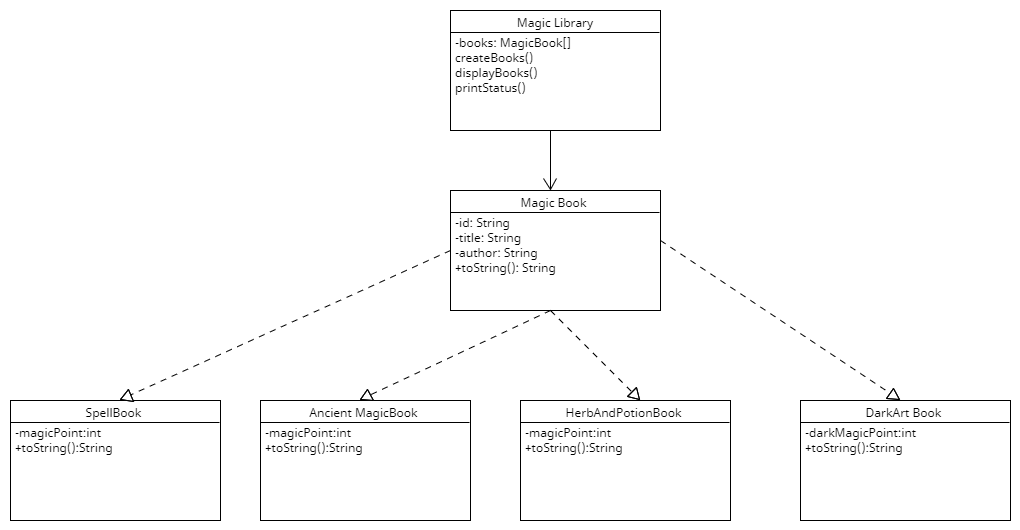 Magic Library
-books: MagicBook[]
createBooks()
displayBooks()
printStatus()
Magic Book
-id: String
-title: String
-author: String
+toString(): String
SpellBook
-magicPoint:int
+toString():String
Ancient MagicBook
-magicPoint:int
+toString():String
HerbAndPotionBook
-magicPoint:int
+toString():String
DarkArt Book
-darkMagicPoint:int
+toString():String